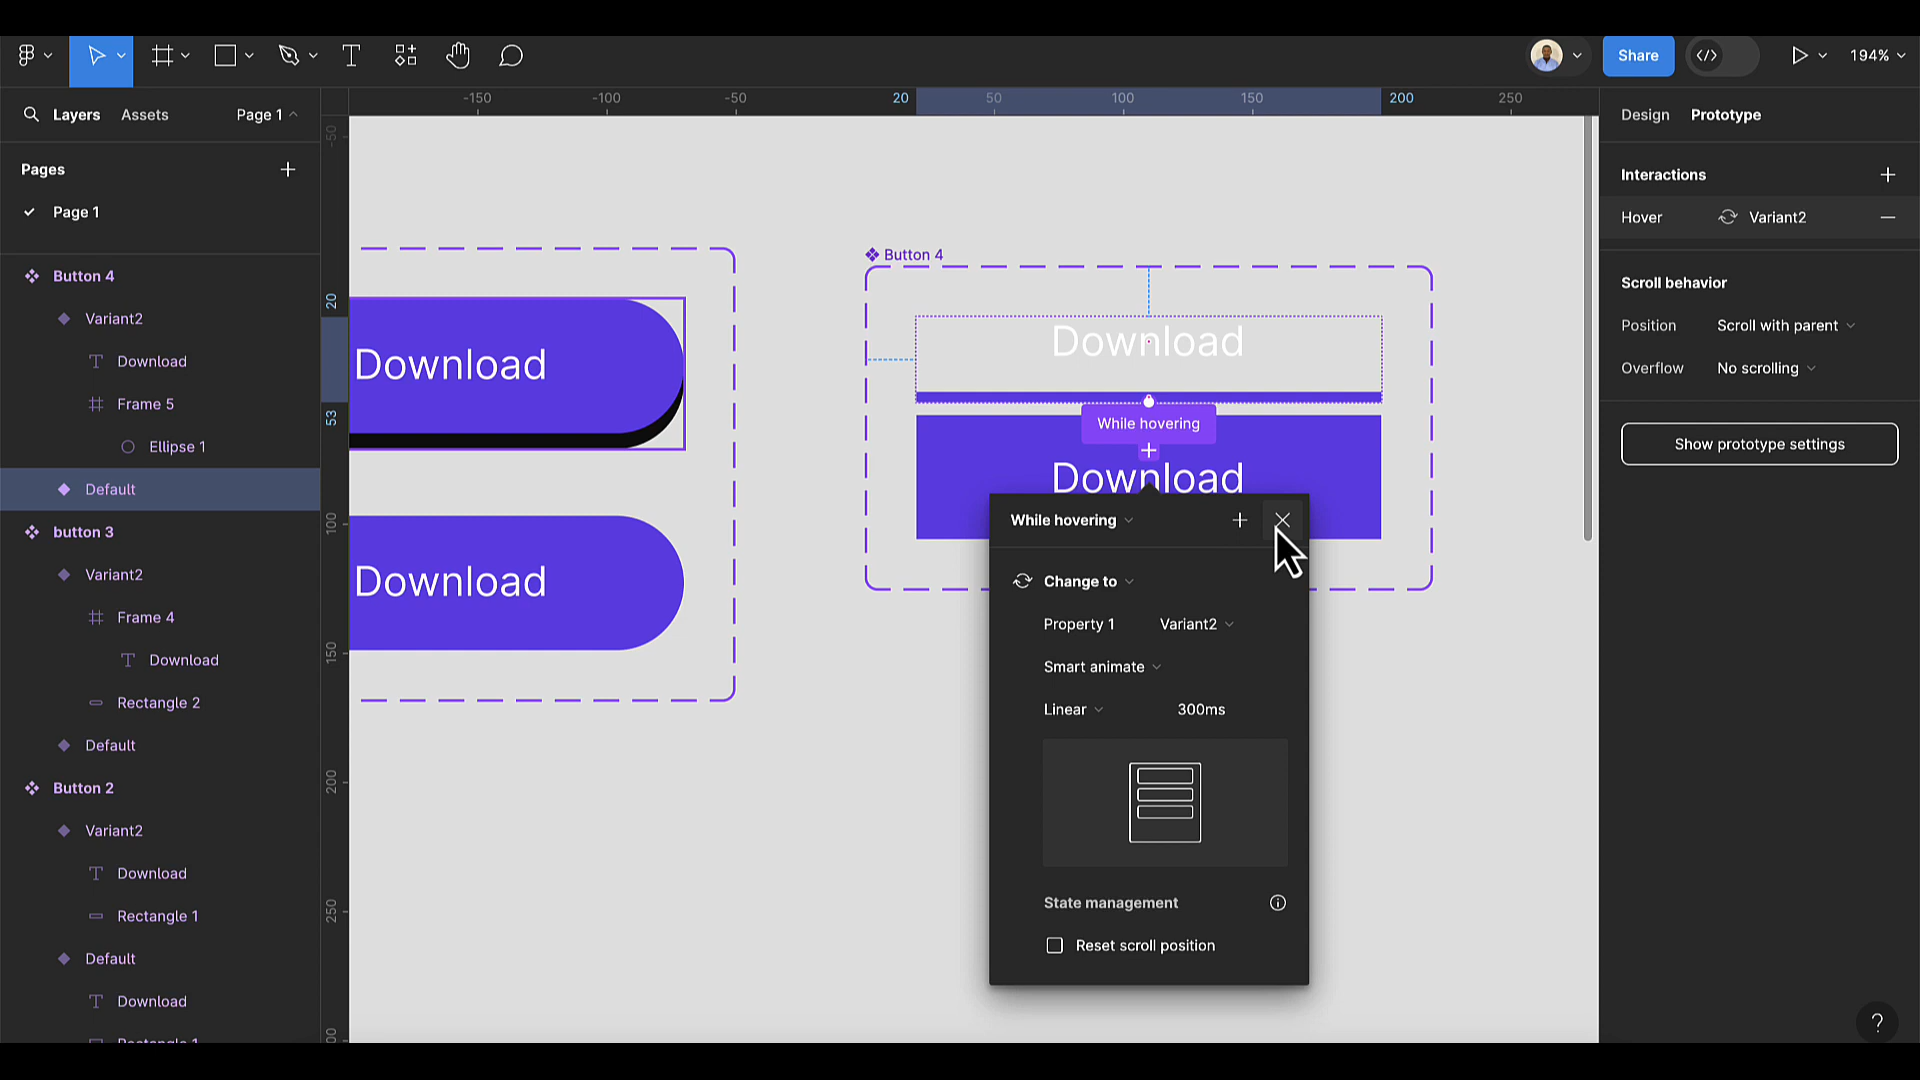 Share
194%
Layers
Assets
Page 1
Pages
Page 1
Button 4
Variant2
Download
Frame 5
Ellipse 1
Default
button 3
Variant2
Frame 4
Download
Rectangle 2
Default
Button 2
Variant2
Download
Rectangle 1
Default
Download
-150
-100
-50
20
50
100
150
200
250
-50
20
53
100
150
200
250
Download
Download
Button 4
Download
While hovering
Download
While hovering
Change to
Property 1
Variant2
Smart animate
Linear
300ms
State management
Reset scroll position
Design
Prototype
Interactions
Hover
Variant2
Scroll behavior
Position
Scroll with parent
Overflow
No scrolling
Show prototype settings
?